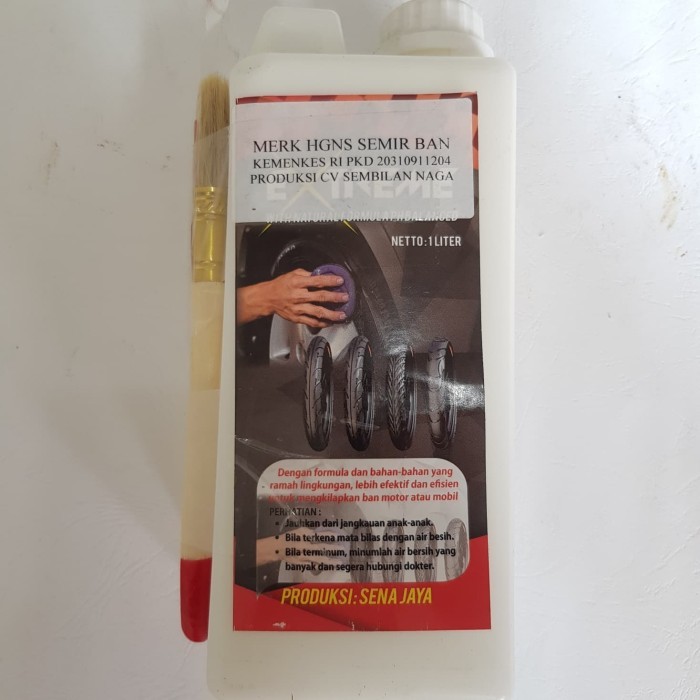 MERK HGNS SEMIR BAN
KEMENKES RI PKD 20310911204
PRODUKSI CV SEMBILAN NAGA
EXTREME
NETTO : 1 LITER
Dengan formula dan bahan-bahan yang
ramah lingkungan, lebih efektif dan efisien
untuk mengkilapkan ban motor atau mobil
PERHATIAN :
• Jauhkan dari jangkauan anak-anak.
• Bila terkena mata bilas dengan air besih.
• Bila terminum, minumlah air bersih yang
banyak dan segera hubungi dokter.
PRODUKSI : SENA JAYA